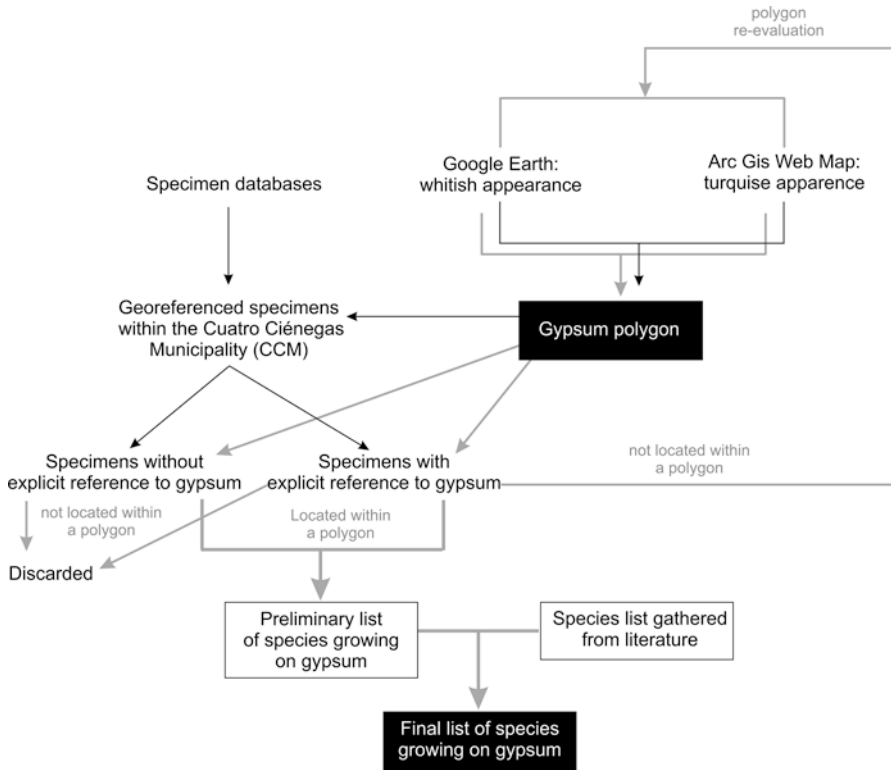 polygon
re-evaluation
Google Earth:
whitish appearance
Arc Gis Web Map:
turquise apparence
Specimen databases
Georeferenced specimens
within the Cuatro Ciénegas
Municipality (CCM)
Gypsum polygon
Specimens without
explicit reference to gypsum
Specimens with
explicit reference to gypsum
not located within
a polygon
not located within
a polygon
Located within
a polygon
Discarded
Preliminary list
of species growing
on gypsum
Species list gathered
from literature
Final list of species
growing on gypsum